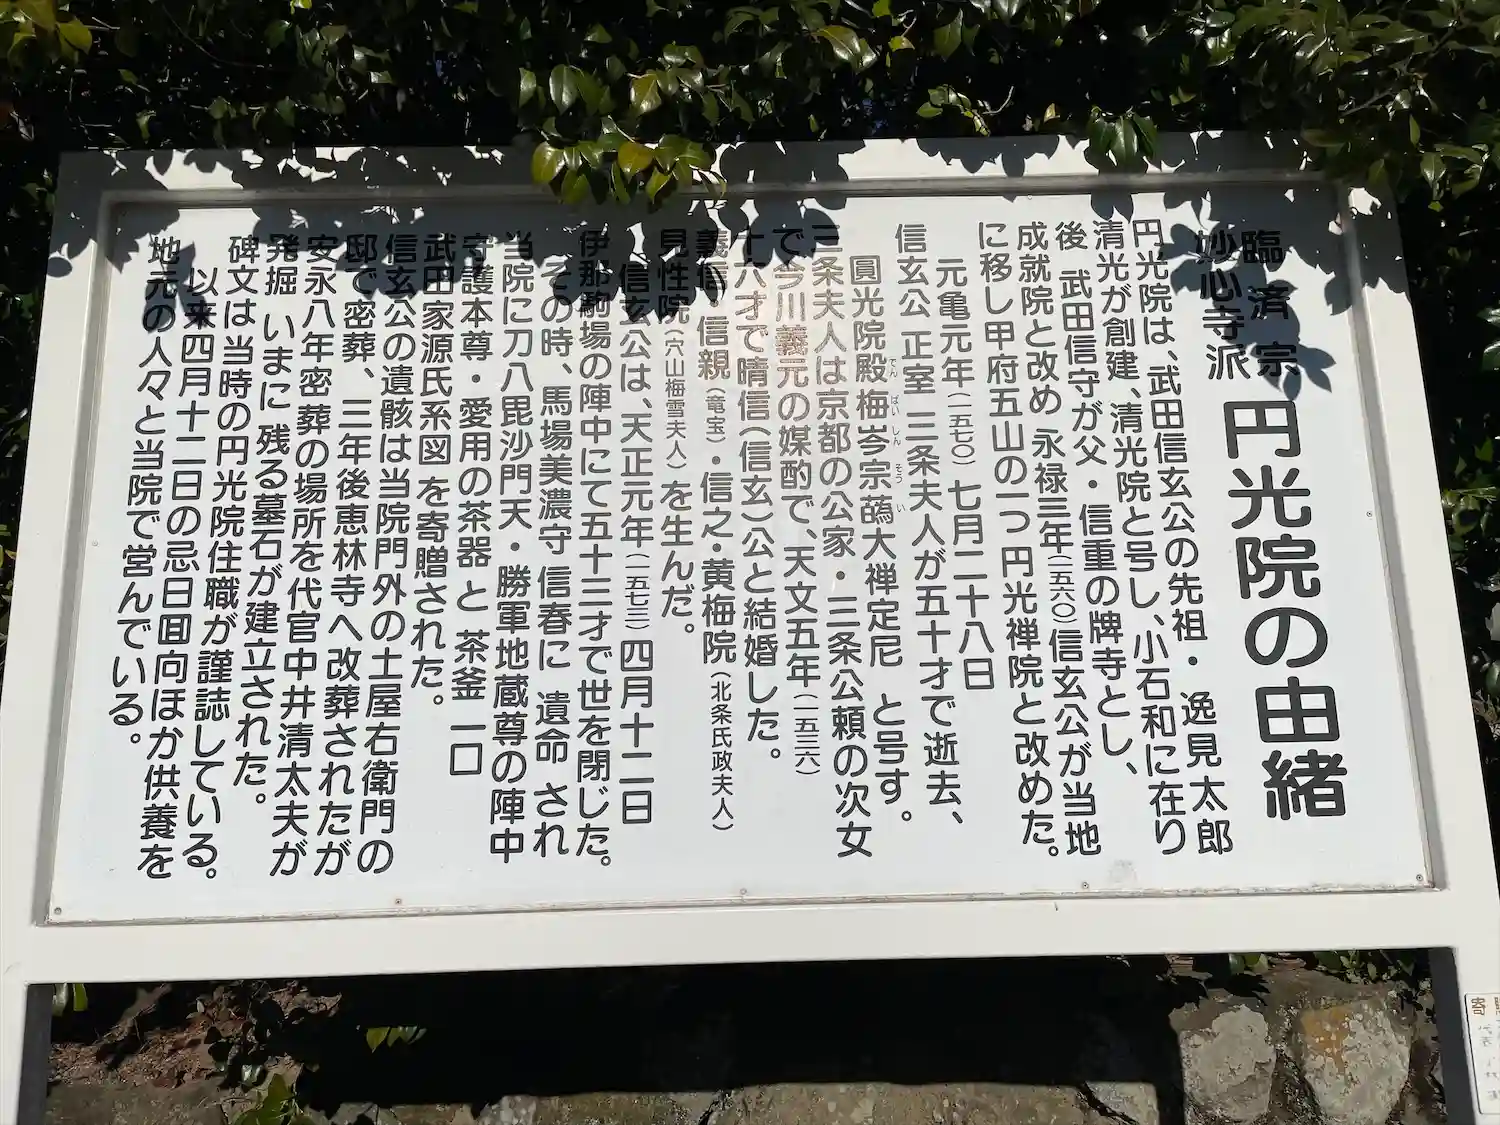 臨済宗
妙心寺派
円光院の由緒
円光院は、武田信玄公の先祖・逸見太郎
清光が創建、清光院と号し、小石和に在り
後 武田信守が父・信重の牌寺とし、
成就院と改め 永禄三年(一五六〇)信玄公が当地
に移し甲府五山の一つ 円光禅院と改めた。
元亀元年(一五七〇)七月二十八日
信玄公 正室 三条夫人が五十才で逝去、
圓光院殿梅岑宗䕀大禅定尼 と号す。
でん ばい しん そう い
三条夫人は京都の公家・三条公頼の次女
で今川義元の媒酌で、天文五年(一五三六)
十六才で晴信(信玄)公と結婚した。
義信・信親(竜宝)・信之・黄梅院(北条氏政夫人)
見性院(穴山梅雪夫人)を生んだ。
信玄公は、天正元年(一五七三)四月十二日
伊那駒場の陣中にて五十三才で世を閉じた。
その時、馬場美濃守 信春に 遺命 され
当院に刀八毘沙門天・勝軍地蔵尊の陣中
守護本尊・愛用の茶器 と 茶釜 一口
武田家源氏系図 を寄贈された。
信玄公の遺骸は当院門外の土屋右衛門の
邸で密葬、三年後恵林寺へ改葬されたが
安永八年密葬の場所を代官中井清太夫が
発掘 いまに残る墓石が建立された。
碑文は当時の円光院住職が謹誌している。
以来四月十二日の忌日回向ほか供養を
地元の人々と当院で営んでいる。
寄